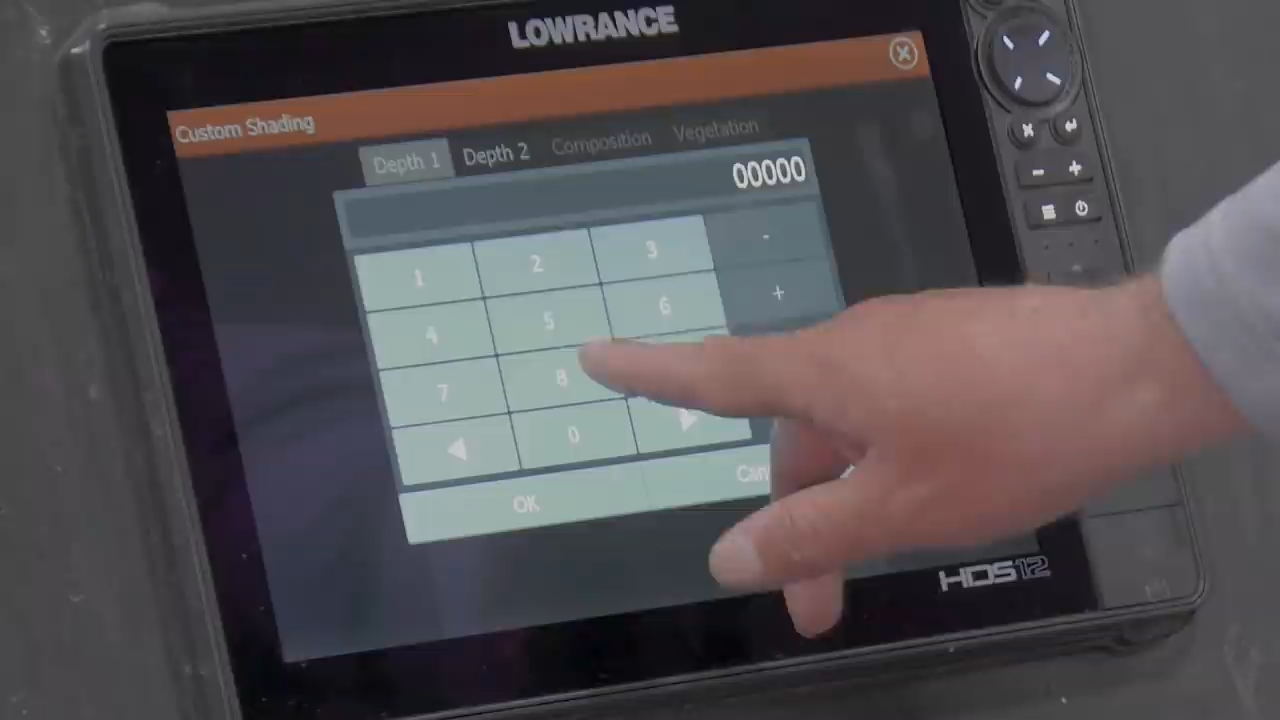 LOWRANCE
Custom Shading
Depth 1 Depth 2 Composition Vegetation
00000
1 2 3 -
4 5 6 +
7 8
0
OK
HDS12